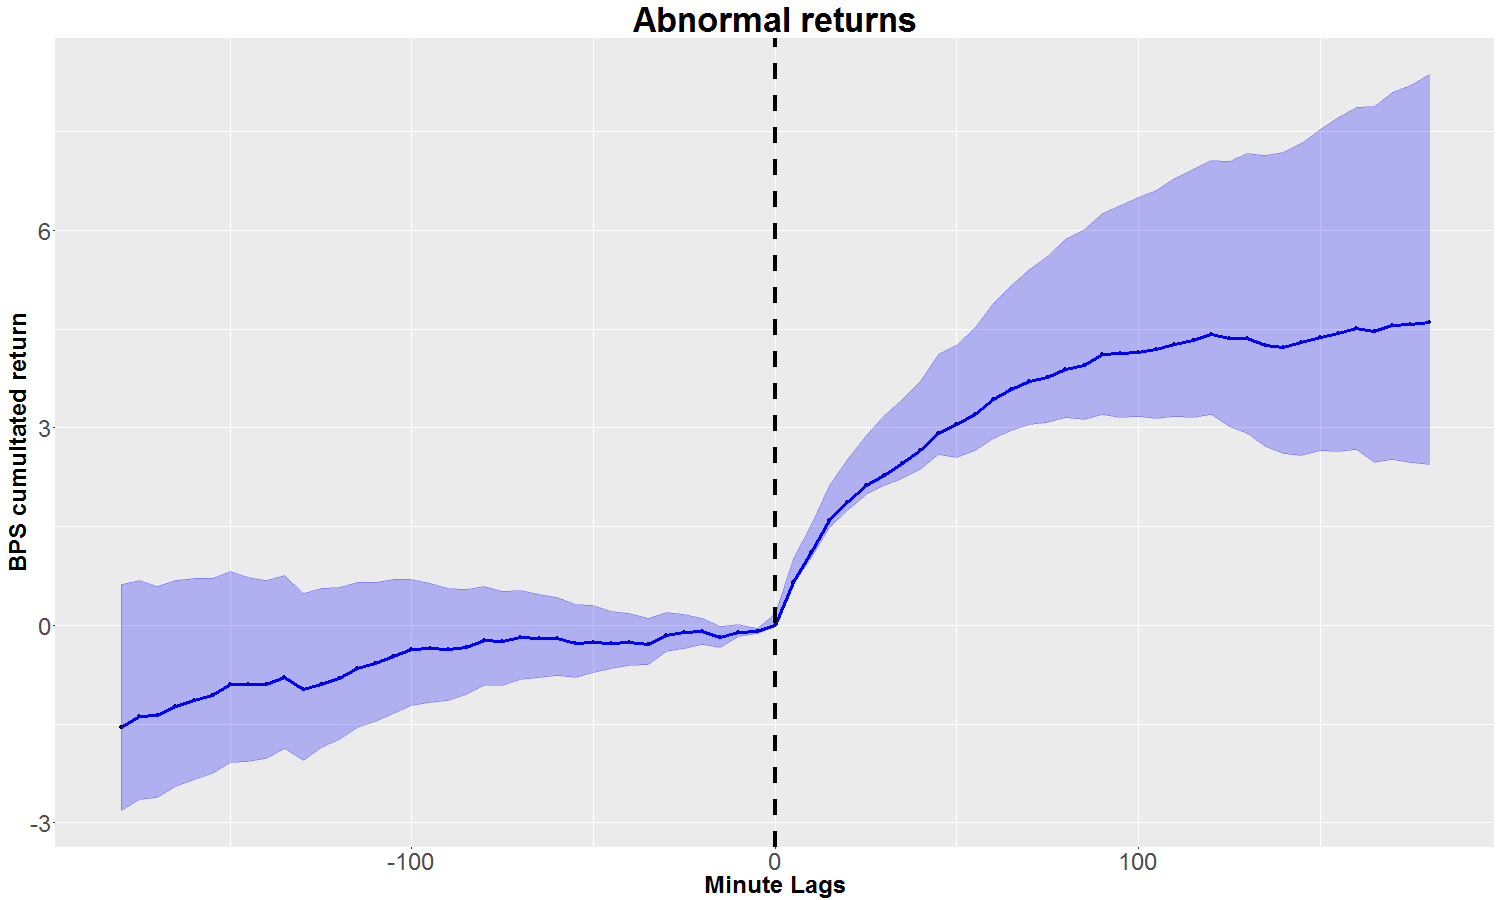 Abnormal returns
BPS cumultated return
6
3
0
-3
-100
0
100
Minute Lags